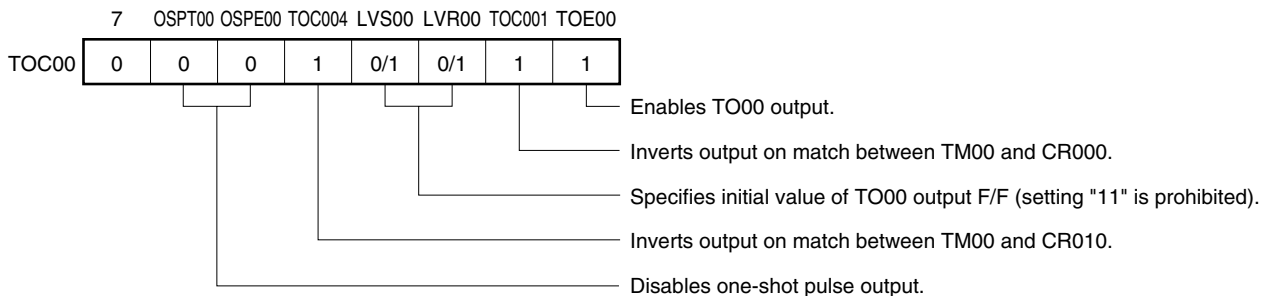 7 OSPT00 OSPE00 TOC004 LVS00 LVR00 TOC001 TOE00
TOC00 0 0 0 1 0/1 0/1 1 1
Enables TO00 output.
Inverts output on match between TM00 and CR000.
Specifies initial value of TO00 output F/F (setting "11" is prohibited).
Inverts output on match between TM00 and CR010.
Disables one-shot pulse output.